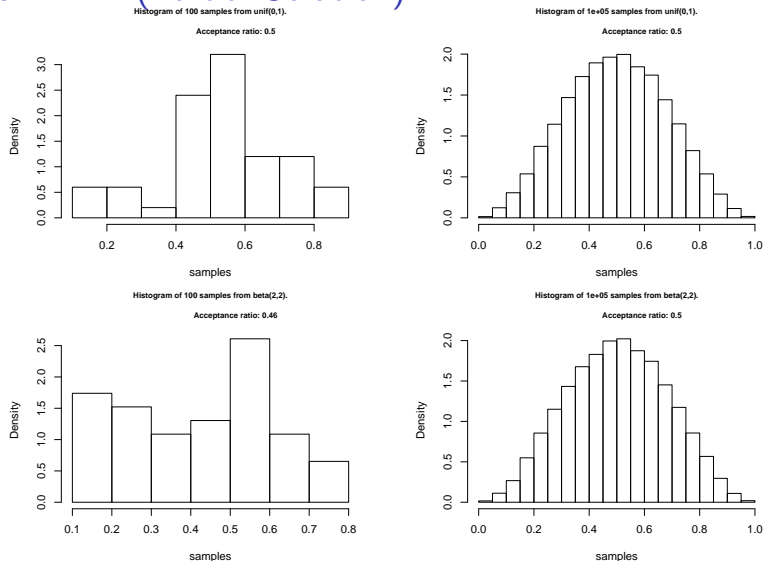 Histogram of 100 samples from unif(0,1).
Acceptance ratio: 0.5
Density
0.0 0.5 1.0 1.5 2.0 2.5 3.0
0.2 0.4 0.6 0.8
samples
Histogram of 1e+05 samples from unif(0,1).
Acceptance ratio: 0.5
Density
0.0 0.5 1.0 1.5 2.0
0.0 0.2 0.4 0.6 0.8 1.0
samples
Histogram of 100 samples from beta(2,2).
Acceptance ratio: 0.46
Density
0.0 0.5 1.0 1.5 2.0 2.5
0.1 0.2 0.3 0.4 0.5 0.6 0.7 0.8
samples
Histogram of 1e+05 samples from beta(2,2).
Acceptance ratio: 0.5
Density
0.0 0.5 1.0 1.5 2.0
0.0 0.2 0.4 0.6 0.8 1.0
samples